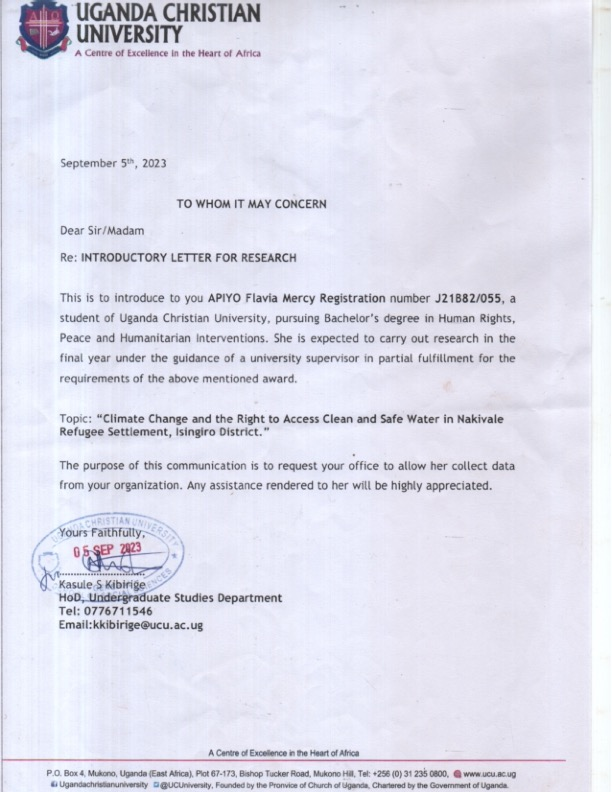 UGANDA CHRISTIAN
UNIVERSITY
A Centre of Excellence in the Heart of Africa
September 5th, 2023
TO WHOM IT MAY CONCERN
Dear Sir/Madam
Re: INTRODUCTORY LETTER FOR RESEARCH
This is to introduce to you APIYO Flavia Mercy Registration number J21B82/055, a
student of Uganda Christian University, pursuing Bachelor's degree in Human Rights,
Peace and Humanitarian Interventions. She is expected to carry out research in the
final year under the guidance of a university supervisor in partial fulfillment for the
requirements of the above mentioned award.
Topic: "Climate Change and the Right to Access Clean and Safe Water in Nakivale
Refugee Settlement, Isingiro District."
The purpose of this communication is to request your office to allow her collect data
from your organization. Any assistance rendered to her will be highly appreciated.
Yours Faithfully,
UGANDA CHRISTIAN UNIVERSITY
05 SEP 2023
Kasule S Kibirige
HoD, Undergraduate Studies Department
Tel: 0776711546
Email:kkibirige@ucu.ac.ug
A Centre of Excellence in the Heart of Africa
P.O. Box 4, Mukono, Uganda (East Africa), Plot 67-173, Bishop Tucker Road, Mukono Hill, Tel: +256 (0) 31 235 0800, www.ucu.ac.ug
Ugandachristianuniversity @UCUniversity, Founded by the Pronvice of Church of Uganda, Chartered by the Government of Uganda.